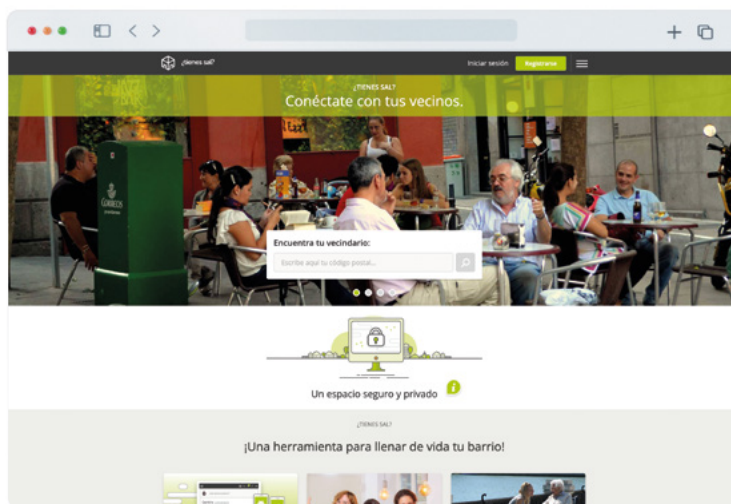 ¿tienes sal?
Iniciar sesión
Registrarse
¿TIENES SAL?
Conéctate con tus vecinos.
CORREOS
Encuentra tu vecindario:
Escribe aquí tu código postal...
Un espacio seguro y privado
¿TIENES SAL?
¡Una herramienta para llenar de vida tu barrio!